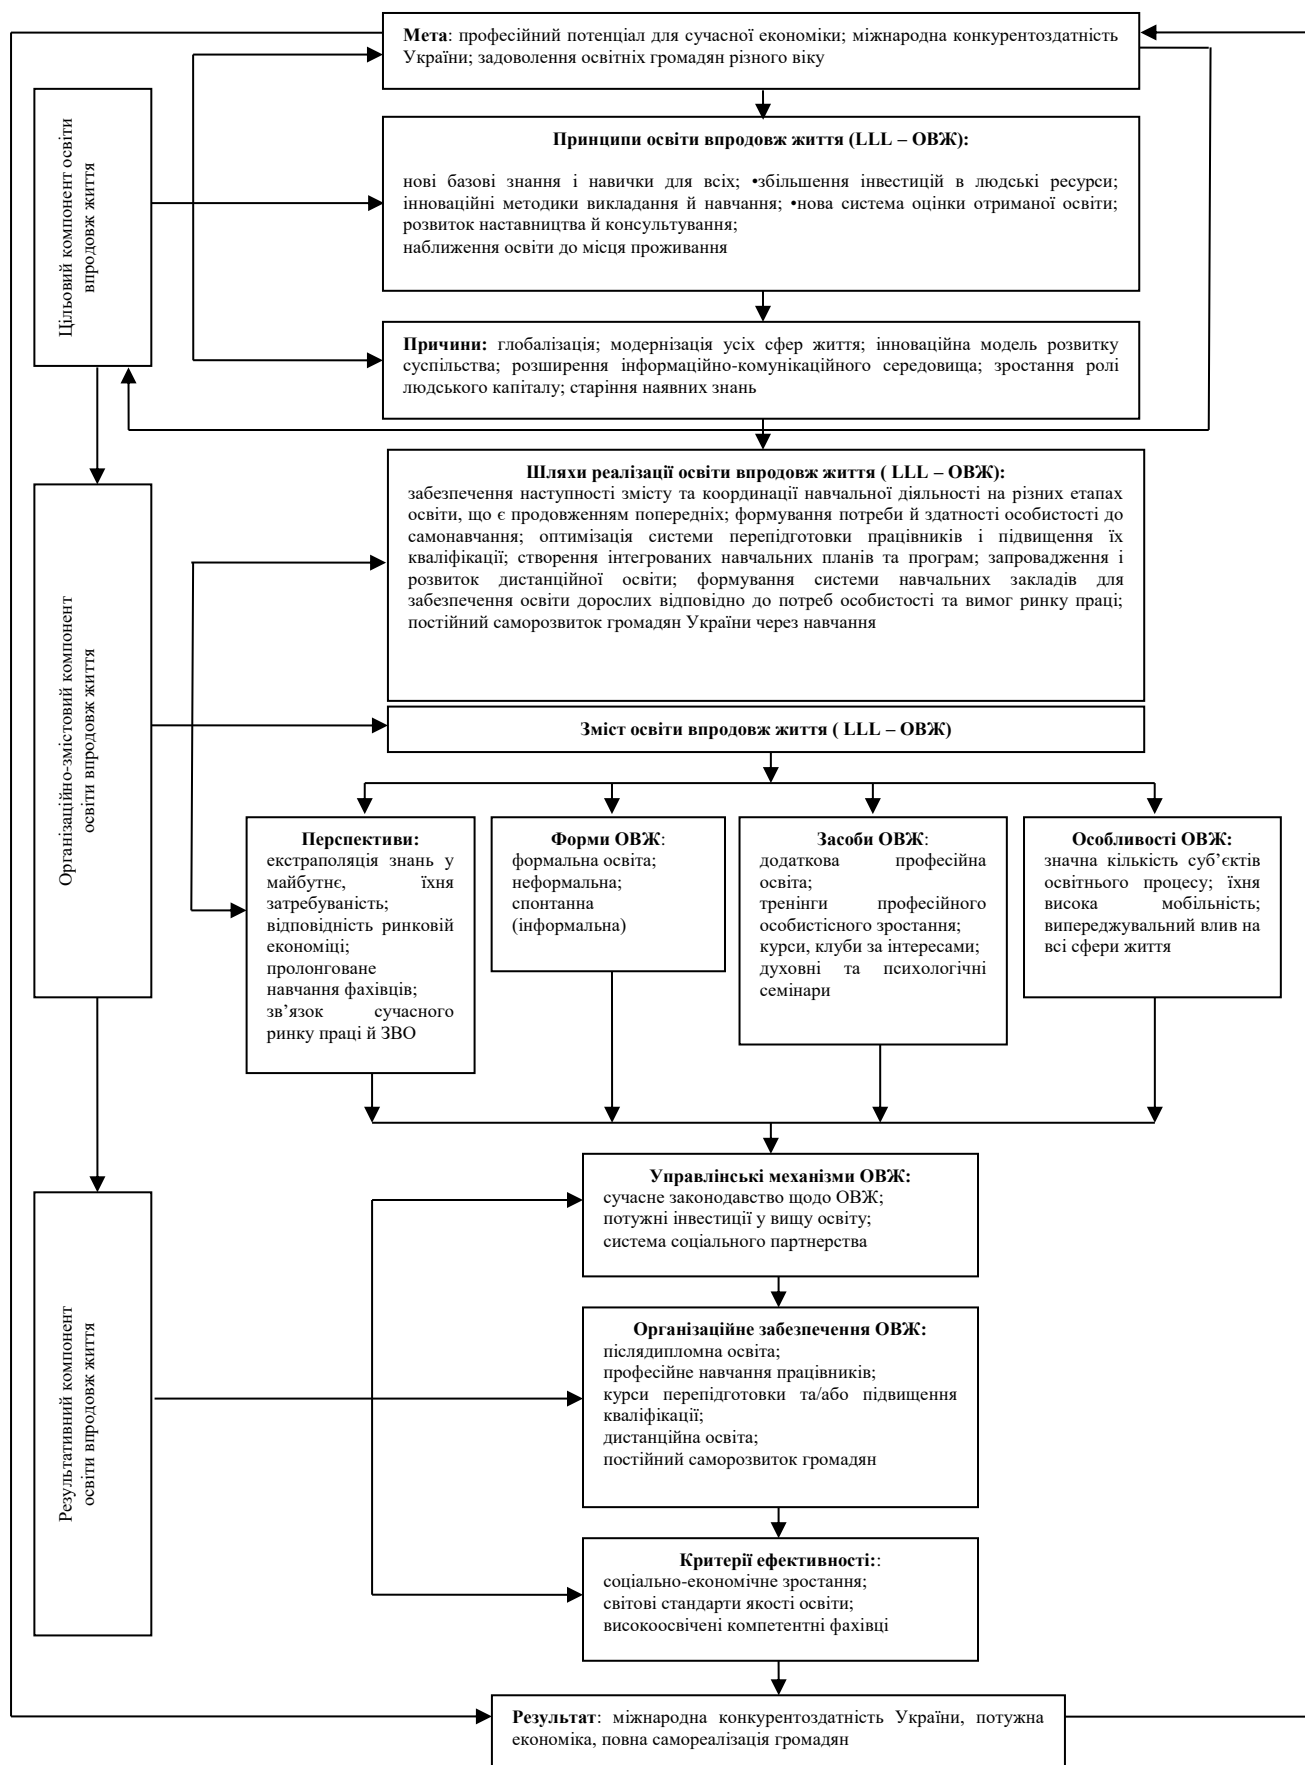 Мета: професійний потенціал для сучасної економіки; міжнародна конкурентоздатність
України; задоволення освітніх громадян різного віку
Цільовий компонент освіти
впродовж життя
Принципи освіти впродовж життя (LLL – ОВЖ):
нові базові знання і навички для всіх; •збільшення інвестицій в людські ресурси;
інноваційні методики викладання й навчання; •нова система оцінки отриманої освіти;
розвиток наставництва й консультування;
наближення освіти до місця проживання
Причини: глобалізація; модернізація усіх сфер життя; інноваційна модель розвитку
суспільства; розширення інформаційно-комунікаційного середовища; зростання ролі
людського капіталу; старіння наявних знань
Організаційно-змістовий компонент
освіти впродовж життя
Шляхи реалізації освіти впродовж життя ( LLL – ОВЖ):
забезпечення наступності змісту та координації навчальної діяльності на різних етапах
освіти, що є продовженням попередніх; формування потреби й здатності особистості до
самонавчання; оптимізація системи перепідготовки працівників і підвищення їх
кваліфікації; створення інтегрованих навчальних планів та програм; запровадження і
розвиток дистанційної освіти; формування системи навчальних закладів для
забезпечення освіти дорослих відповідно до потреб особистості та вимог ринку праці;
постійний саморозвиток громадян України через навчання
Зміст освіти впродовж життя ( LLL – ОВЖ)
Перспективи:
екстраполяція знань у
майбутнє, їхня
затребуваність;
відповідність ринковій
економіці;
пролонговане
навчання фахівців;
зв’язок сучасного
ринку праці й ЗВО
Форми ОВЖ:
формальна освіта;
неформальна;
спонтанна
(інформальна)
Засоби ОВЖ:
додаткова професійна
освіта;
тренінги професійного
особистісного зростання;
курси, клуби за інтересами;
духовні та психологічні
семінари
Особливості ОВЖ:
значна кількість суб’єктів
освітнього процесу; їхня
висока мобільність;
випереджувальний влив на
всі сфери життя
Результативний компонент
освіти впродовж життя
Управлінські механізми ОВЖ:
сучасне законодавство щодо ОВЖ;
потужні інвестиції у вищу освіту;
система соціального партнерства
Організаційне забезпечення ОВЖ:
післядипломна освіта;
професійне навчання працівників;
курси перепідготовки та/або підвищення
кваліфікації;
дистанційна освіта;
постійний саморозвиток громадян
Критерії ефективності::
соціально-економічне зростання;
світові стандарти якості освіти;
високоосвічені компетентні фахівці
Результат: міжнародна конкурентоздатність України, потужна
економіка, повна самореалізація громадян